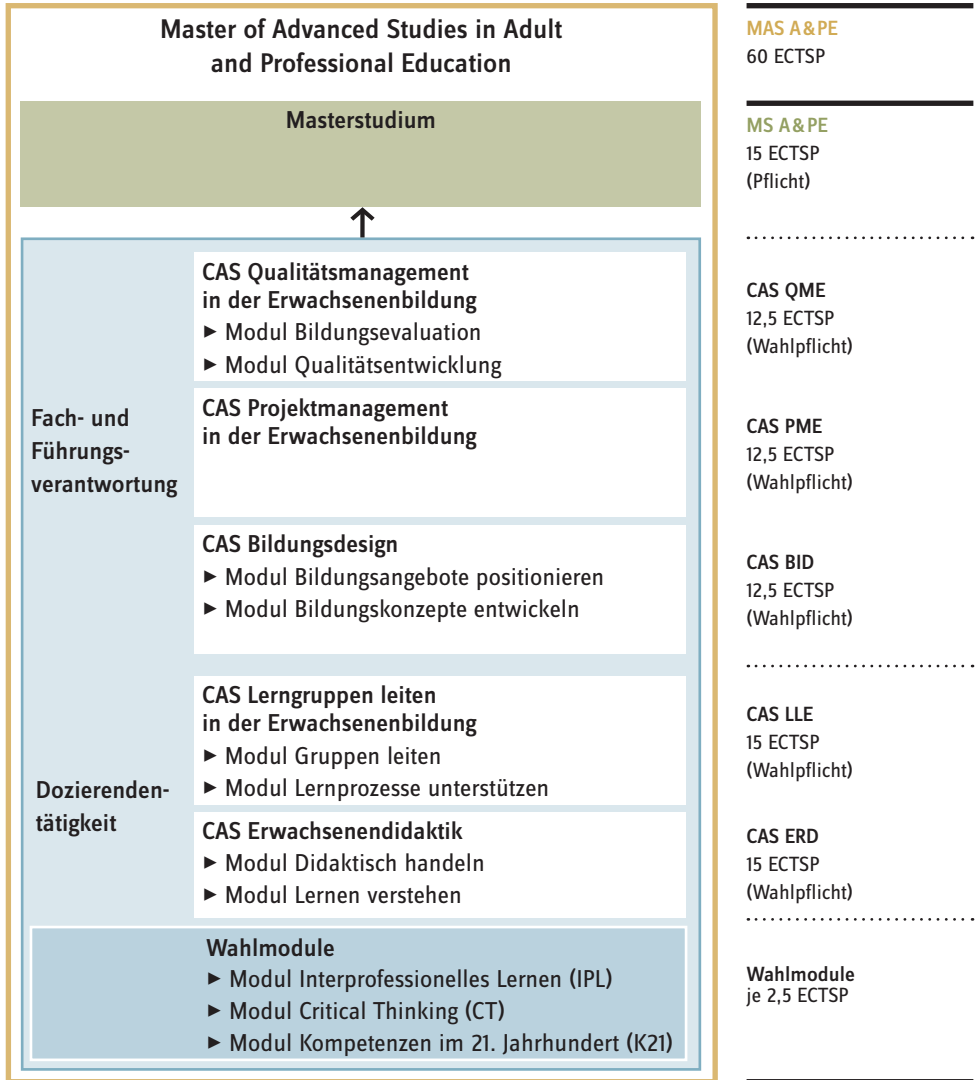 Master of Advanced Studies in Adult
and Professional Education
MAS A&PE
60 ECTSP
Masterstudium
MS A&PE
15 ECTSP
(Pflicht)
Fach- und
Führungs-
verantwortung
CAS Qualitätsmanagement
in der Erwachsenenbildung
► Modul Bildungsevaluation
► Modul Qualitätsentwicklung
CAS QME
12,5 ECTSP
(Wahlpflicht)
CAS Projektmanagement
in der Erwachsenenbildung
CAS PME
12,5 ECTSP
(Wahlpflicht)
CAS Bildungsdesign
► Modul Bildungsangebote positionieren
► Modul Bildungskonzepte entwickeln
CAS BID
12,5 ECTSP
(Wahlpflicht)
Dozierenden-
tätigkeit
CAS Lerngruppen leiten
in der Erwachsenenbildung
► Modul Gruppen leiten
► Modul Lernprozesse unterstützen
CAS LLE
15 ECTSP
(Wahlpflicht)
CAS Erwachsenendidaktik
► Modul Didaktisch handeln
► Modul Lernen verstehen
CAS ERD
15 ECTSP
(Wahlpflicht)
Wahlmodule
► Modul Interprofessionelles Lernen (IPL)
► Modul Critical Thinking (CT)
► Modul Kompetenzen im 21. Jahrhundert (K21)
Wahlmodule
je 2,5 ECTSP